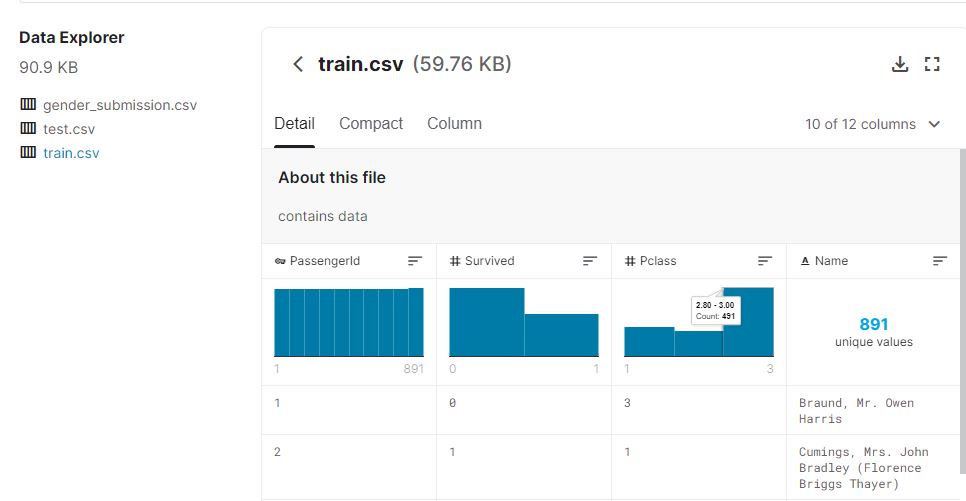 Data Explorer
90.9 KB
gender_submission.csv
test.csv
train.csv
train.csv (59.76 KB)
Detail Compact Column 10 of 12 columns
About this file
contains data
PassengerId # Survived # Pclass A Name
2.80 - 3.00
Count: 491
891
unique values
1 891 0 1 1 3
1 0 3 Braund, Mr. Owen
Harris
2 1 1 Cumings, Mrs. John
Bradley (Florence
Briggs Thayer)